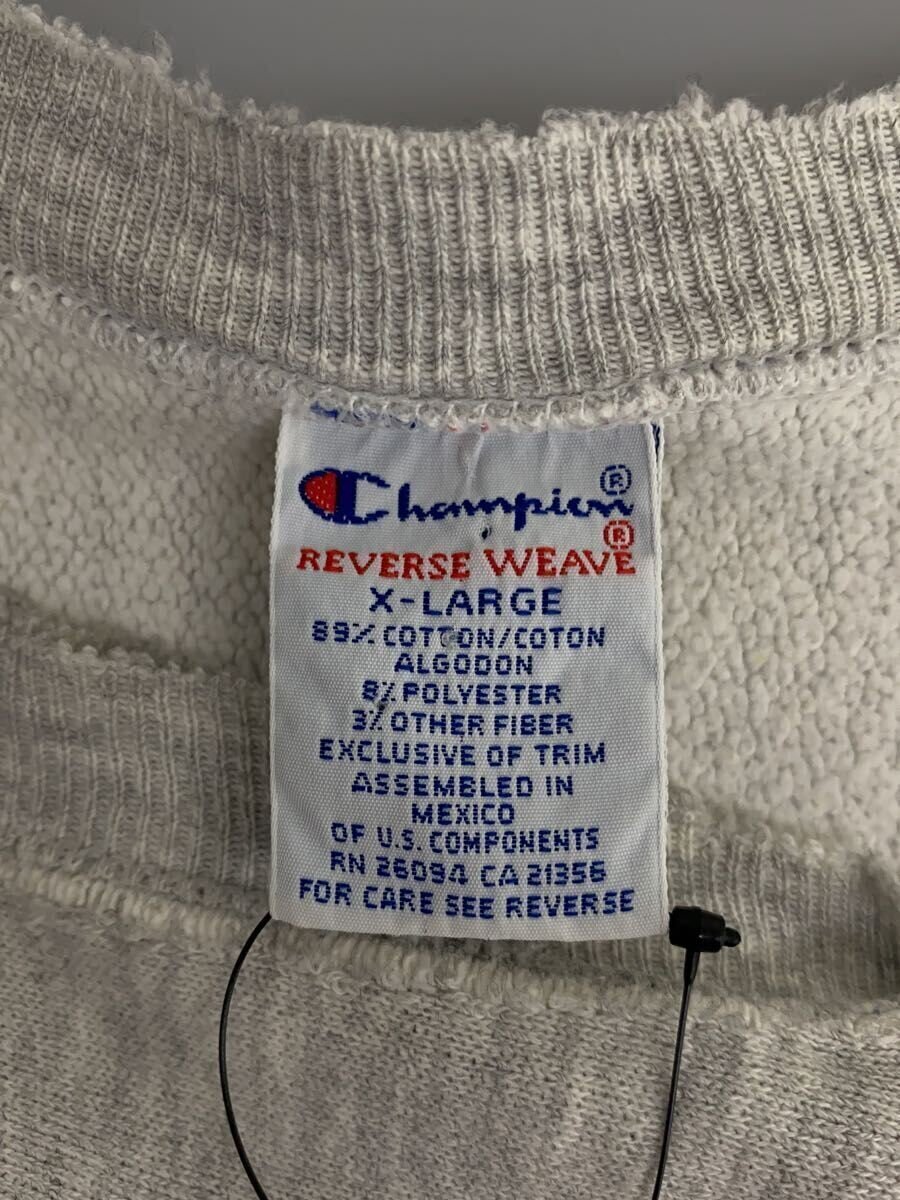 Champion®
REVERSE WEAVE®
X-LARGE
89% COTTON/COTON
ALGODON
8% POLYESTER
3% OTHER FIBER
EXCLUSIVE OF TRIM
ASSEMBLED IN
MEXICO
OF U.S. COMPONENTS
RN 26094 CA 21356
FOR CARE SEE REVERSE